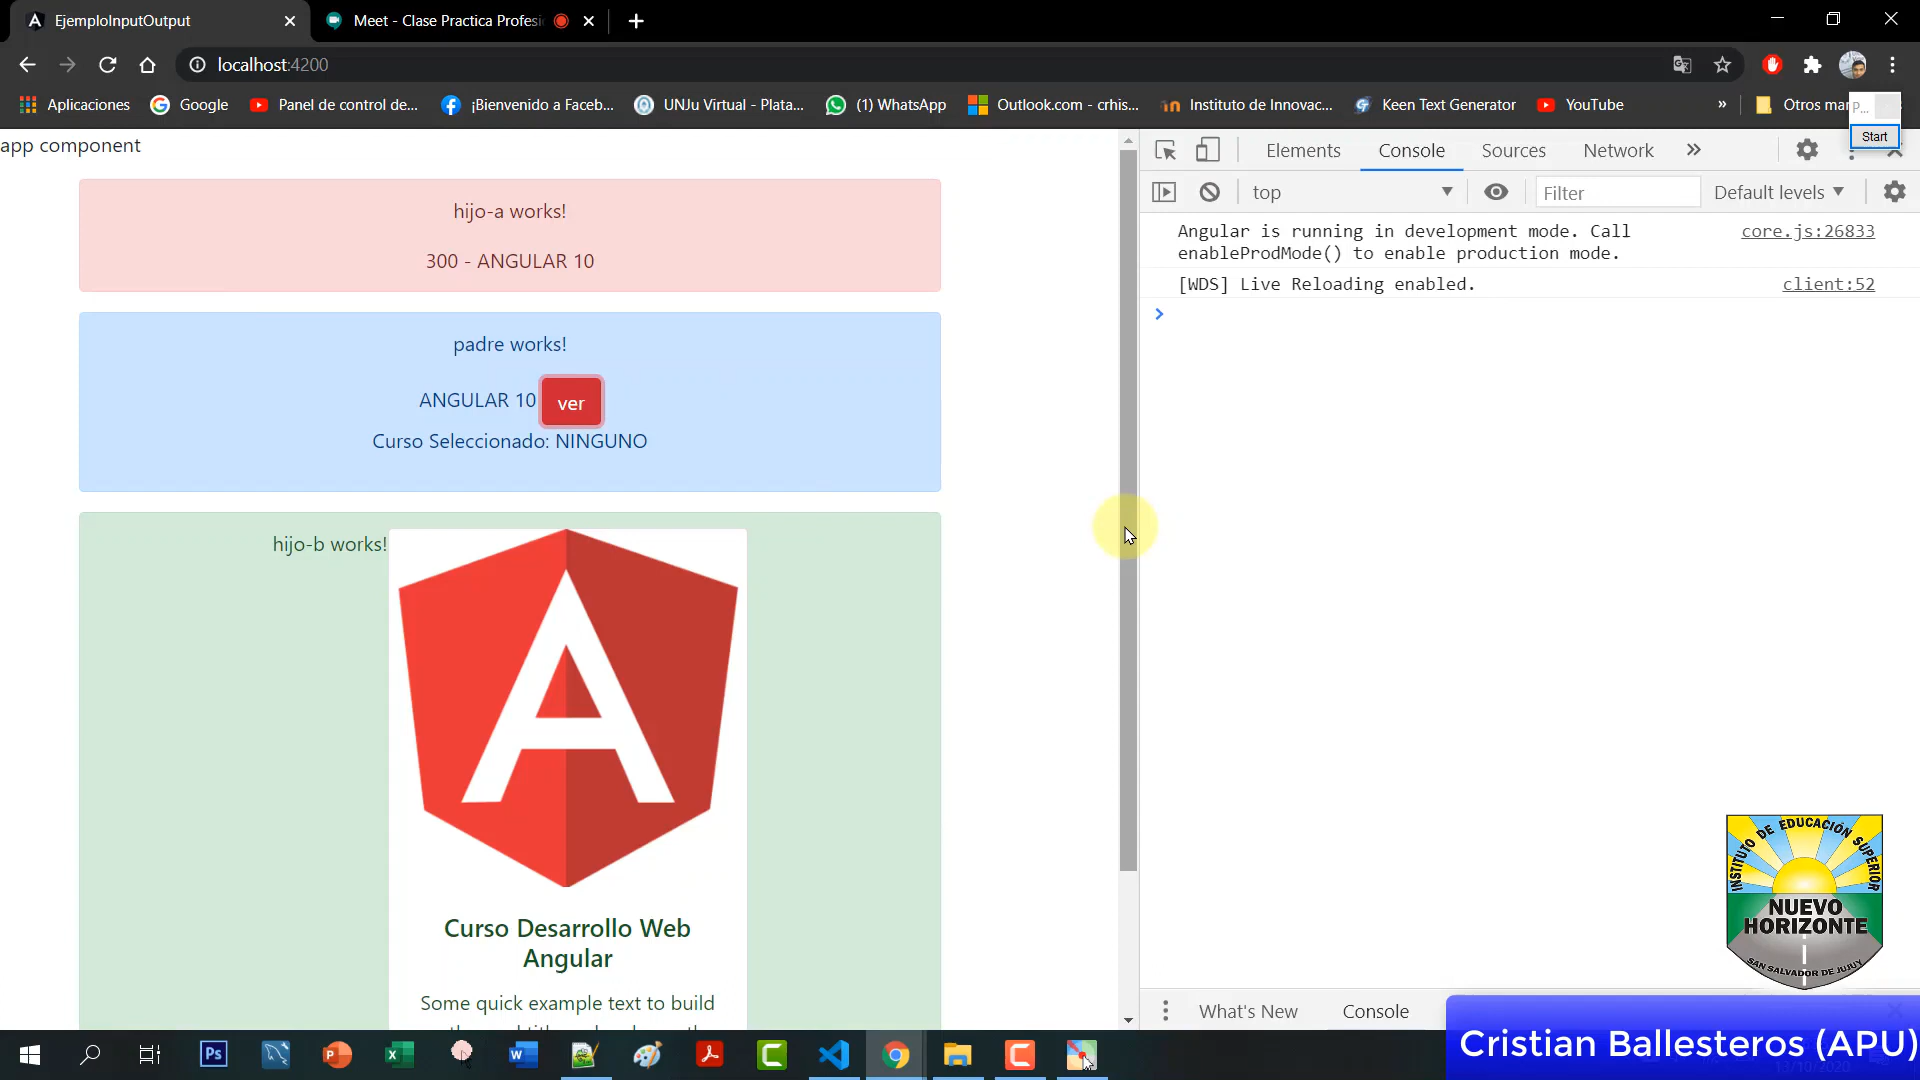 EjemploInputOutput
Meet - Clase Practica Profesi
localhost:4200
Aplicaciones
Google
Panel de control de...
¡Bienvenido a Faceb...
UNJu Virtual - Plata...
(1) WhatsApp
Outlook.com - crhis...
Instituto de Innovac...
Keen Text Generator
YouTube
»
Otros mar
P...
Start
app component
hijo-a works!
300 - ANGULAR 10
padre works!
ANGULAR 10 ver
Curso Seleccionado: NINGUNO
hijo-b works!
Curso Desarrollo Web
Angular
Some quick example text to build
Elements
Console
Sources
Network
»
top
Filter
Default levels
Angular is running in development mode. Call core.js:26833
enableProdMode() to enable production mode.
[WDS] Live Reloading enabled. client:52
What's New
Console
INSTITUTO DE EDUCACIÓN SUPERIOR
NUEVO
HORIZONTE
SAN SALVADOR DE JUJUY
Cristian Ballesteros (APU)
13/10/2020